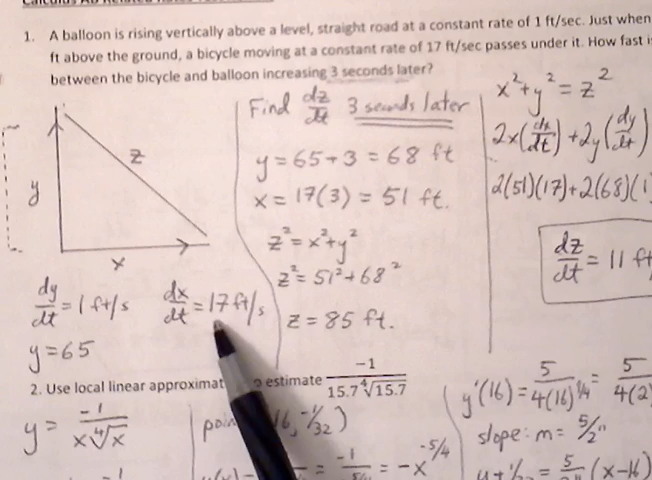 1. A balloon is rising vertically above a level, straight road at a constant rate of 1 ft/sec. Just when
ft above the ground, a bicycle moving at a constant rate of 17 ft/sec passes under it. How fast
between the bicycle and balloon increasing 3 seconds later?
y
z
x
dy/dt = 1 ft/s
dx/dt = 17 ft/s
y = 65
Find dz/dt 3 seconds later
y = 65+3 = 68 ft
x = 17(3) = 51 ft.
z² = x²+y²
z² = 51²+68²
z = 85 ft.
x²+y² = z²
2x(dx/dt)+2y(dy/dt)
2(51)(17)+2(68)(1
dz/dt = 11 ft
2. Use local linear estimate -1/(15.7∜15.7)
y = -1/(x∜x)
-1
poin 16, -1/32)
= -1 = -x^(-5/4)
y'(16) = 5/(4(16)^(9/4) = 5/(4(2)
slope: m =
(x-16)